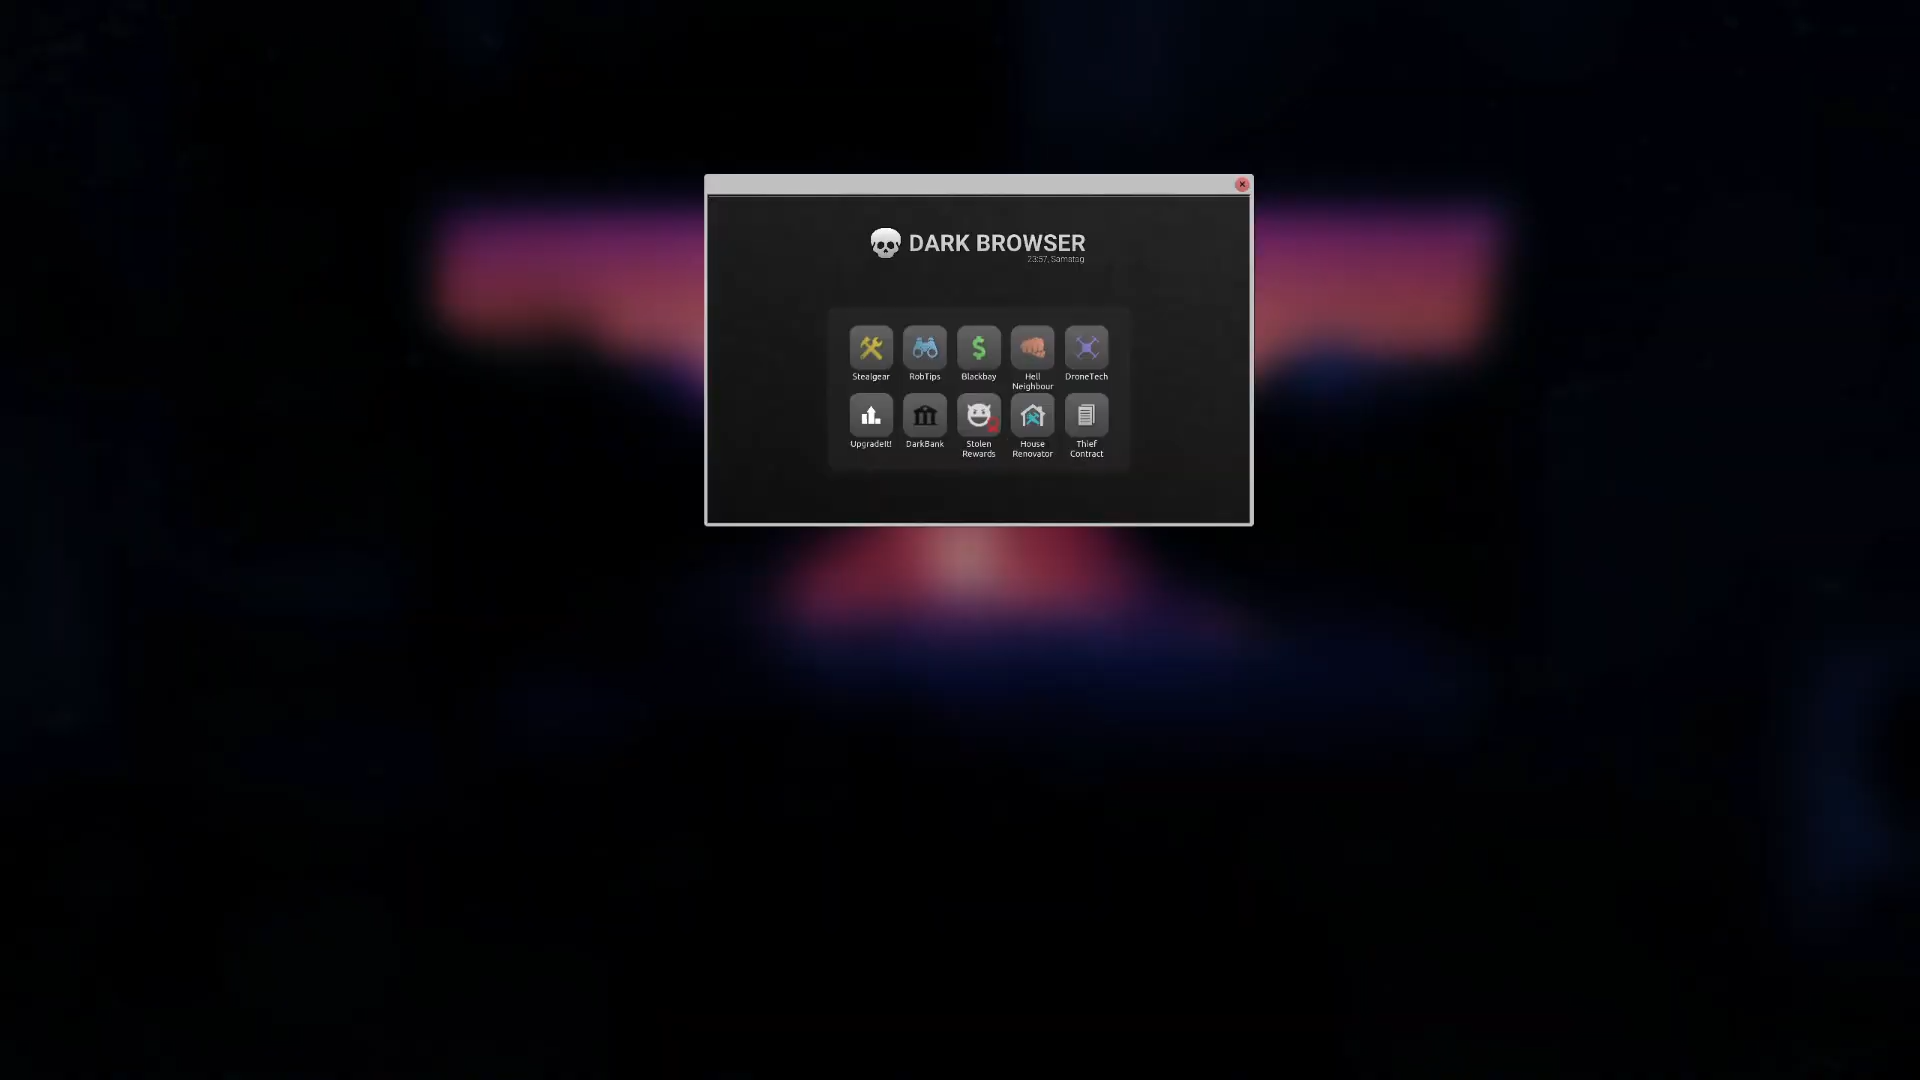 DARK BROWSER
23:57, Samstag
Stealgear RobTips Blackbay Hell Neighbour DroneTech
UpgradeIt! DarkBank Stolen Rewards House Renovator Thief Contract